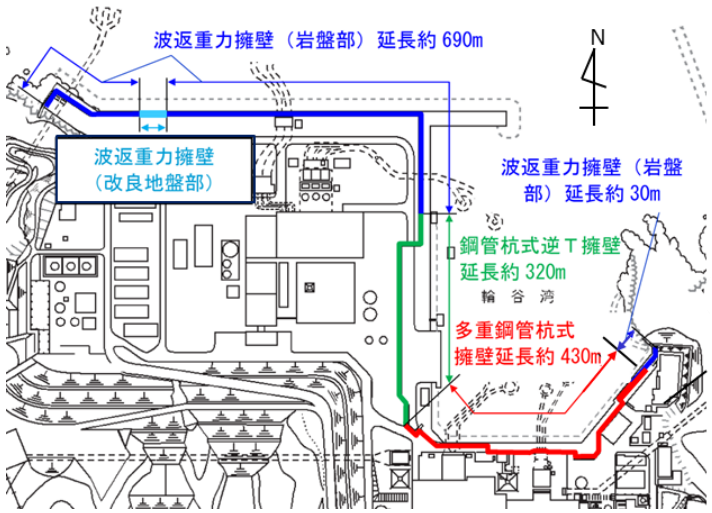 波返重力擁壁（岩盤部）延長約 690m
N
波返重力擁壁
（改良地盤部）
波返重力擁壁（岩盤
部）延長約 30m
鋼管杭式逆Ｔ擁壁
延長約 320m
輪谷湾
多重鋼管杭式
擁壁延長約 430m